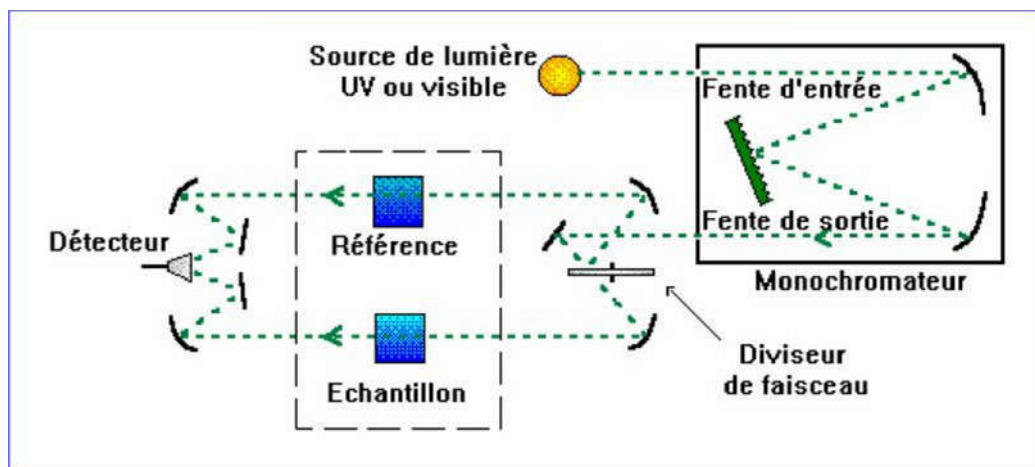 Source de lumière
UV ou visible
Fente d'entrée
Fente de sortie
Monochromateur
Référence
Détecteur
Echantillon
Diviseur
de faisceau